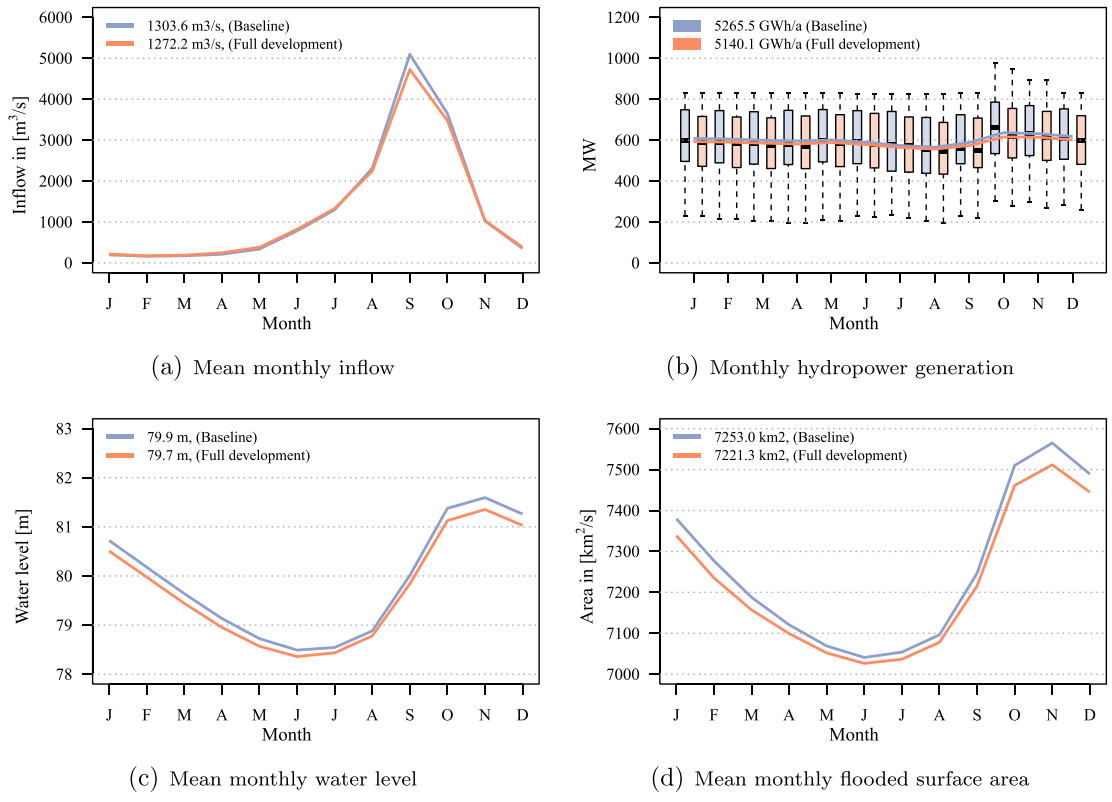 6000
5000
4000
3000
2000
1000
0
Inflow in [m³/s]
1303.6 m3/s, (Baseline)
1272.2 m3/s, (Full development)
J F M A M J J A S O N D
Month
(a) Mean monthly inflow
1200
1000
800
600
400
200
0
MW
5265.5 GWh/a (Baseline)
5140.1 GWh/a (Full development)
J F M A M J J A S O N D
Month
(b) Monthly hydropower generation
83
82
81
80
79
78
Water level [m]
79.9 m, (Baseline)
79.7 m, (Full development)
J F M A M J J A S O N D
Month
(c) Mean monthly water level
7600
7500
7400
7300
7200
7100
7000
Area in [km²/s]
7253.0 km2, (Baseline)
7221.3 km2, (Full development)
J F M A M J J A S O N D
Month
(d) Mean monthly flooded surface area